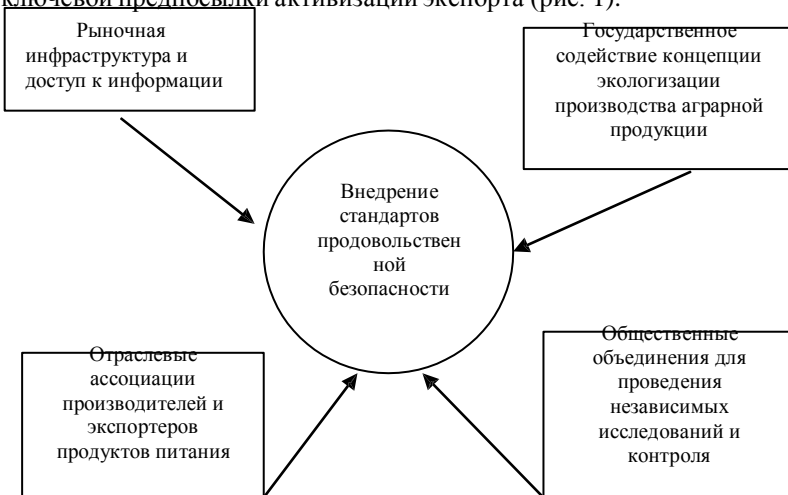 ключевой предпосылки активизации экспорта (рис. 1).
Рыночная
инфраструктура и
доступ к информации
Государственное
содействие концепции
экологизации
производства аграрной
продукции
Внедрение
стандартов
продовольствен
ной
безопасности
Отраслевые
ассоциации
производителей и
экспортеров
продуктов питания
Общественные
объединения для
проведения
независимых
исследований и
контроля